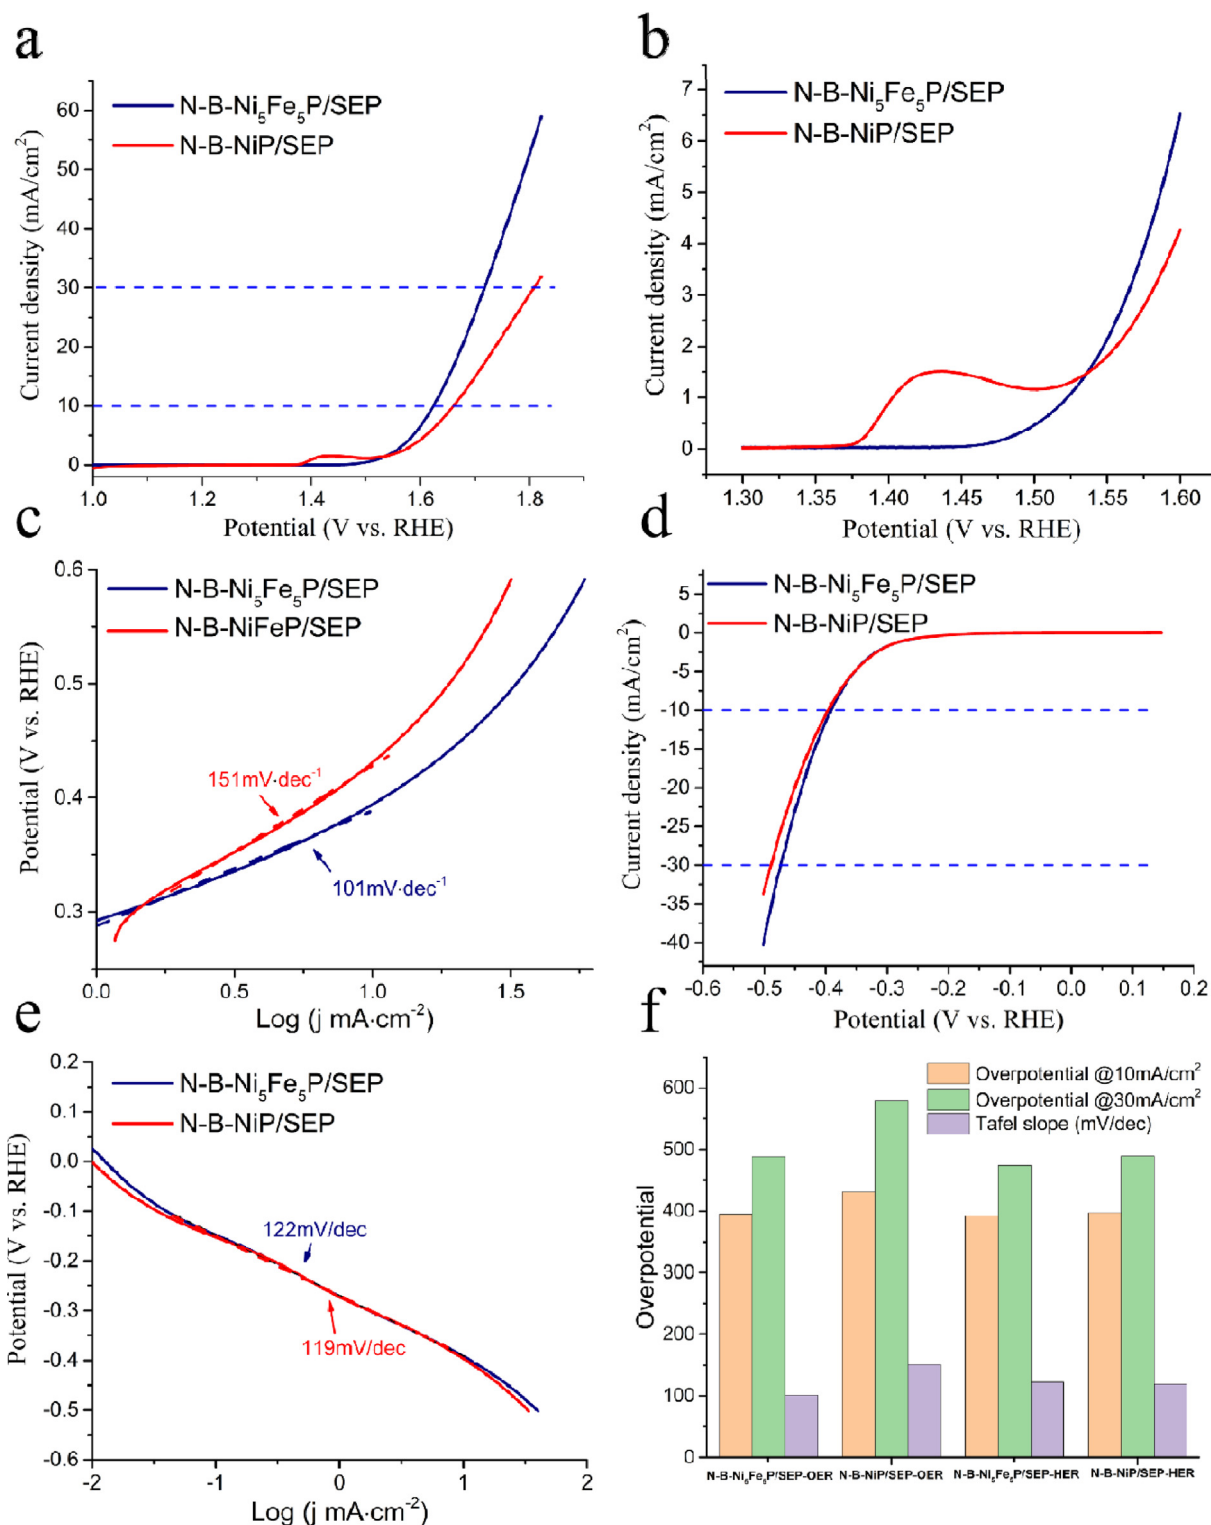 a
N-B-Ni₅Fe₅P/SEP
N-B-NiP/SEP
Current density (mA/cm²)
60
50
40
30
20
10
0
1.0 1.2 1.4 1.6 1.8
Potential (V vs. RHE)
b
N-B-Ni₅Fe₅P/SEP
N-B-NiP/SEP
Current density (mA/cm²)
7
6
5
4
3
2
1
0
1.30 1.35 1.40 1.45 1.50 1.55 1.60
Potential (V vs. RHE)
c
N-B-Ni₅Fe₅P/SEP
N-B-NiFeP/SEP
Potential (V vs. RHE)
0.6
0.5
0.4
0.3
151mV·dec⁻¹
101mV·dec⁻¹
0.0 0.5 1.0 1.5
Log (j mA·cm⁻²)
d
N-B-Ni₅Fe₅P/SEP
N-B-NiP/SEP
Current density (mA/cm²)
5
0
-5
-10
-15
-20
-25
-30
-35
-40
-0.6 -0.5 -0.4 -0.3 -0.2 -0.1 0.0 0.1 0.2
Potential (V vs. RHE)
e
N-B-Ni₅Fe₅P/SEP
N-B-NiP/SEP
Potential (V vs. RHE)
0.2
0.1
0.0
-0.1
-0.2
-0.3
-0.4
-0.5
-0.6
122mV/dec
119mV/dec
-2 -1 0 1 2
Log (j mA·cm⁻²)
f
Overpotential @10mA/cm²
Overpotential @30mA/cm²
Tafel slope (mV/dec)
Overpotential
600
500
400
300
200
100
0
N-B-Ni₅Fe₅P/SEP-OER N-B-NiP/SEP-OER N-B-Ni₅Fe₅P/SEP-HER N-B-NiP/SEP-HER